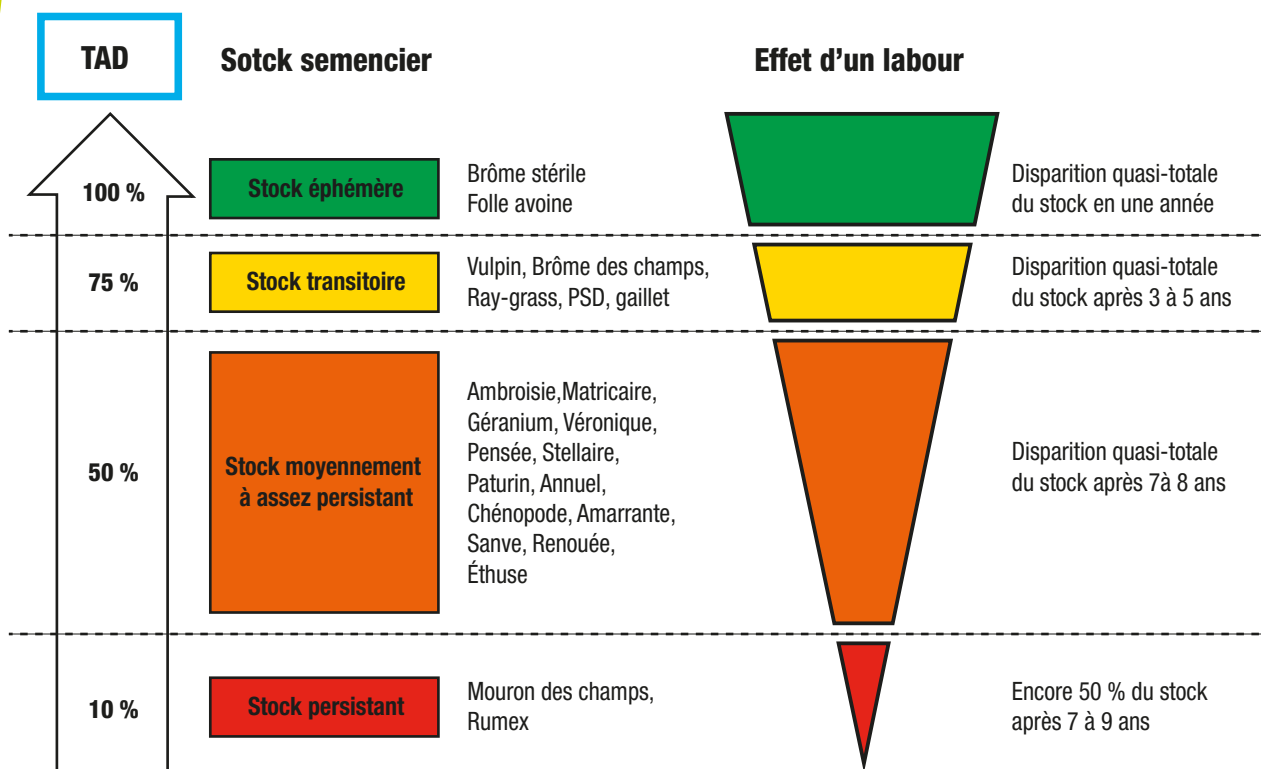 TAD
Sotck semencier
Effet d’un labour
100 %
Stock éphémère
Brôme stérile
Folle avoine
Disparition quasi-totale
du stock en une année
75 %
Stock transitoire
Vulpin, Brôme des champs,
Ray-grass, PSD, gaillet
Disparition quasi-totale
du stock après 3 à 5 ans
50 %
Stock moyennement
à assez persistant
Ambroisie,Matricaire,
Géranium, Véronique,
Pensée, Stellaire,
Paturin, Annuel,
Chénopode, Amarrante,
Sanve, Renouée,
Éthuse
Disparition quasi-totale
du stock après 7à 8 ans
10 %
Stock persistant
Mouron des champs,
Rumex
Encore 50 % du stock
après 7 à 9 ans